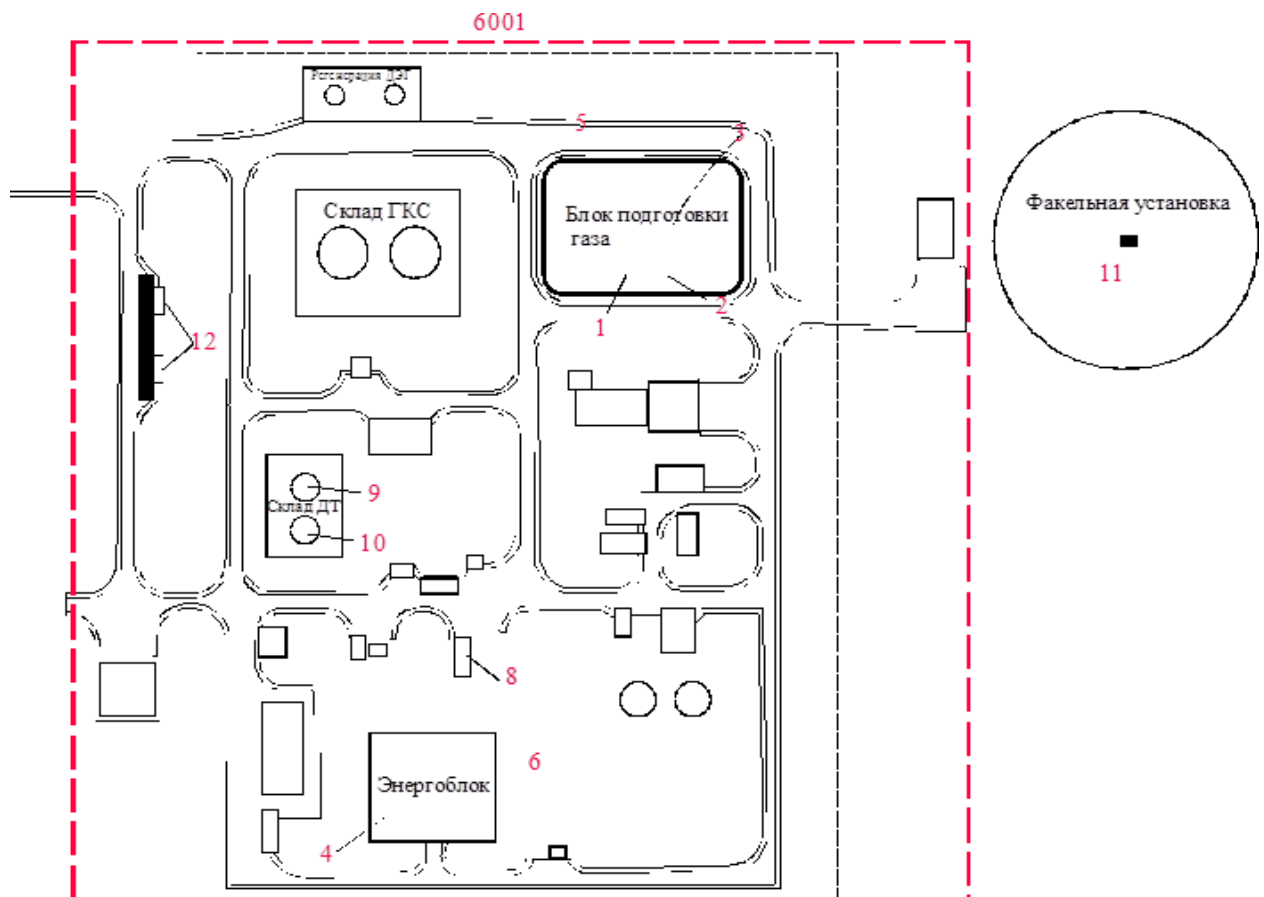 6001
Регенерация ДЭГ
5
3
Склад ГКС
Блок подготовки
газа
Факельная установка
11
2
1
12
9
Склад ДТ
10
8
6
Энергоблок
4